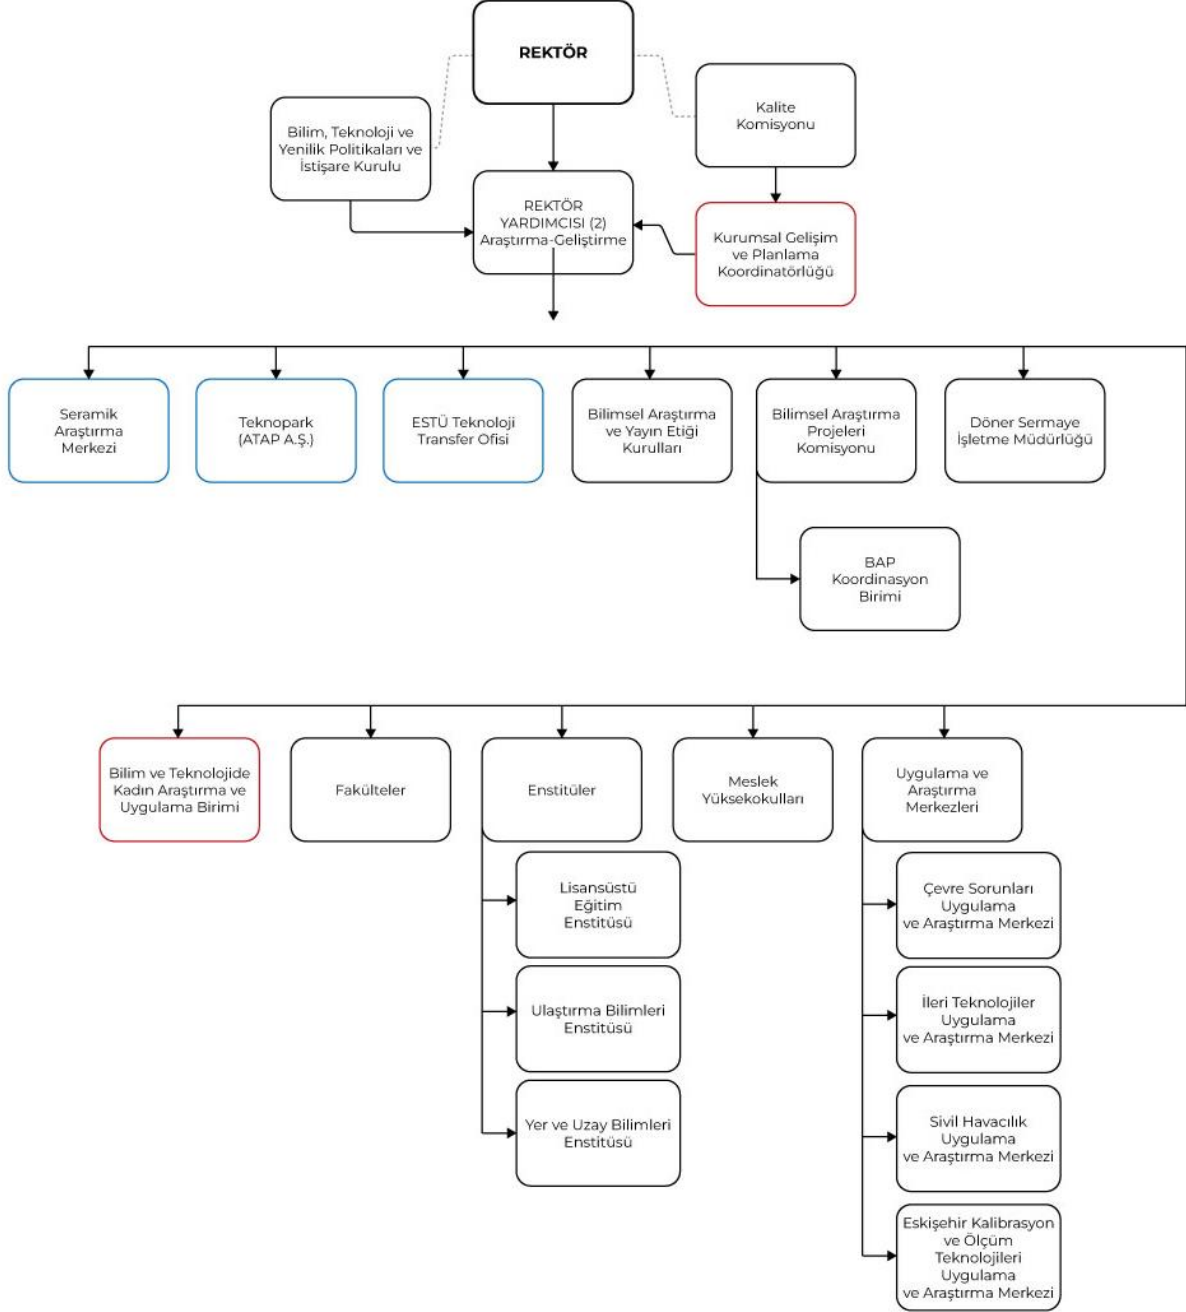 REKTÖR
Kalite
Komisyonu
Bilim, Teknoloji ve
Yenilik Politikaları ve
İstişare Kurulu
REKTÖR
YARDIMCISI (2)
Araştırma-Geliştirme
Kurumsal Gelişim
ve Planlama
Koordinatörlüğü
Seramik
Araştırma
Merkezi
Teknopark
(ATAP A.Ş.)
ESTÜ Teknoloji
Transfer Ofisi
Bilimsel Araştırma
ve Yayın Etiği
Kurulları
Bilimsel Araştırma
Projeleri
Komisyonu
Döner Sermaye
İşletme Müdürlüğü
BAP
Koordinasyon
Birimi
Bilim ve Teknolojide
Kadın Araştırma ve
Uygulama Birimi
Fakülteler
Enstitüler
Meslek
Yüksekokulları
Uygulama ve
Araştırma
Merkezleri
Lisansüstü
Eğitim
Enstitüsü
Ulaştırma Bilimleri
Enstitüsü
Yer ve Uzay Bilimleri
Enstitüsü
Çevre Sorunları
Uygulama
ve Araştırma Merkezi
İleri Teknolojiler
Uygulama
ve Araştırma Merkezi
Sivil Havacılık
Uygulama
ve Araştırma Merkezi
Eskişehir Kalibrasyon
ve Ölçüm
Teknolojileri
Uygulama
ve Araştırma Merkezi